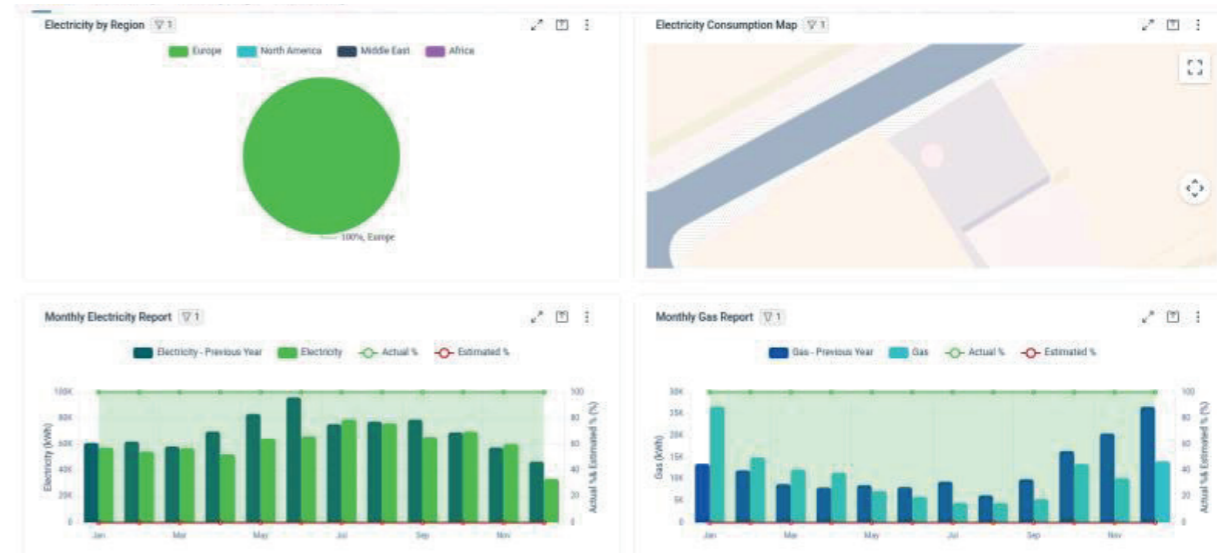 Electricity by Region 1
Europe North America Middle East Africa
100%, Europe
Electricity Consumption Map 1
Monthly Electricity Report 1
Electricity - Previous Year Electricity Actual % Estimated %
Electricity (kWh)
100K
80K
60K
40K
20K
0
Jan Mar May Jul Sep Nov
100
80
60
40
20
0
Actual %& Estimated % (%)
Monthly Gas Report 1
Gas - Previous Year Gas Actual % Estimated %
Gas (kWh)
30K
25K
20K
15K
10K
5K
0
Jan Mar May Jul Sep Nov
100
80
60
40
20
0
Actual %& Estimated % (%)